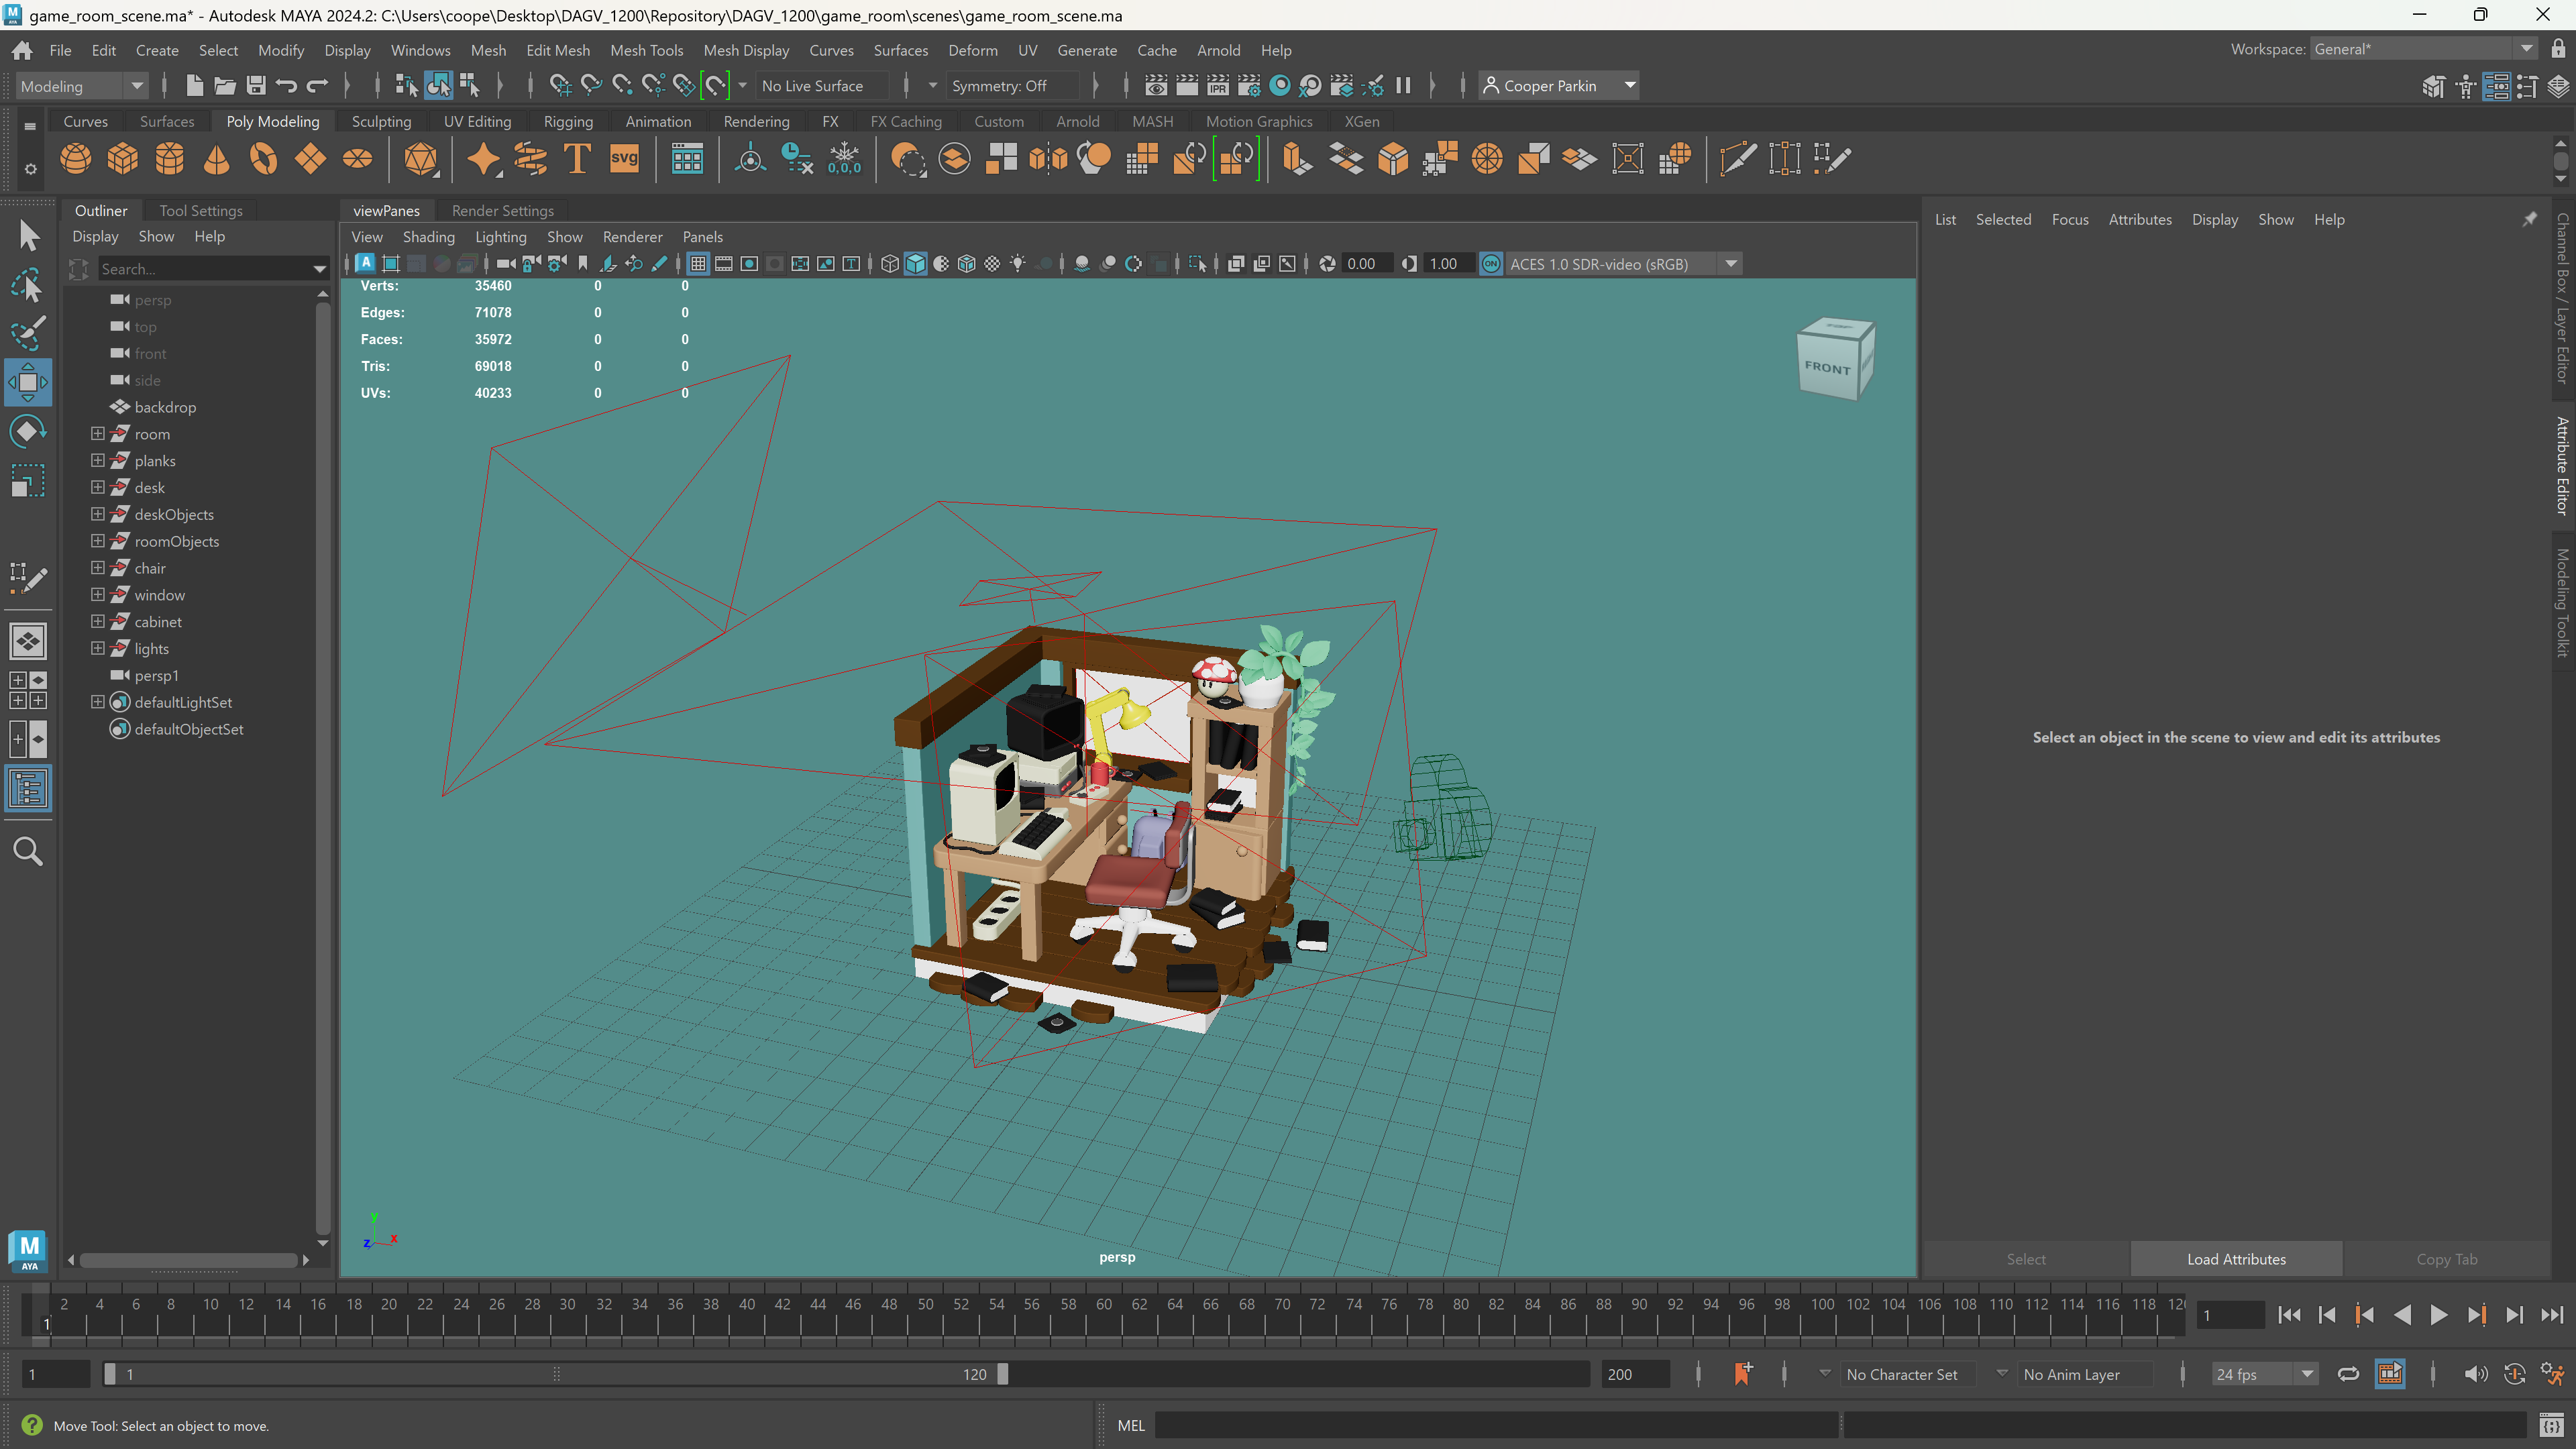 game_room_scene.ma* - Autodesk MAYA 2024.2: C:\Users\coope\Desktop\DAGV_1200\Repository\DAGV_1200\game_room\scenes\game_room_scene.ma
File Edit Create Select Modify Display Windows Mesh Edit Mesh Mesh Tools Mesh Display Curves Surfaces Deform UV Generate Cache Arnold Help
Workspace: General*
Modeling No Live Surface Symmetry: Off IPR Cooper Parkin
Curves Surfaces Poly Modeling Sculpting UV Editing Rigging Animation Rendering FX FX Caching Custom Arnold MASH Motion Graphics XGen
T svg 0,0,0
Outliner Tool Settings
Display Show Help
Search...
persp
top
front
side
backdrop
room
planks
desk
deskObjects
roomObjects
chair
window
cabinet
lights
persp1
defaultLightSet
defaultObjectSet
viewPanes Render Settings
View Shading Lighting Show Renderer Panels
0.00 1.00 ON ACES 1.0 SDR-video (sRGB)
Verts: 35460 0 0
Edges: 71078 0 0
Faces: 35972 0 0
Tris: 69018 0 0
UVs: 40233 0 0
TOP
FRONT
y
z x
persp
List Selected Focus Attributes Display Show Help
Select an object in the scene to view and edit its attributes
Select Load Attributes Copy Tab
Channel Box / Layer Editor
Attribute Editor
Modeling Toolkit
M
AYA
2 4 6 8 10 12 14 16 18 20 22 24 26 28 30 32 34 36 38 40 42 44 46 48 50 52 54 56 58 60 62 64 66 68 70 72 74 76 78 80 82 84 86 88 90 92 94 96 98 100 102 104 106 108 110 112 114 116 118 12
1 1
1 1 120 200 No Character Set No Anim Layer 24 fps
Move Tool: Select an object to move. MEL